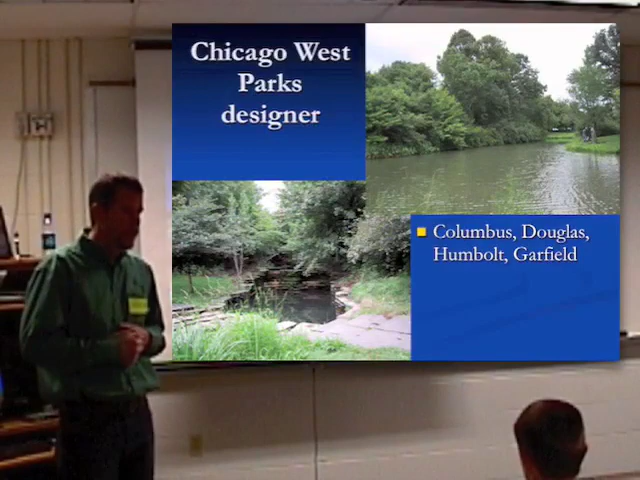 Chicago West
Parks
designer
Columbus, Douglas,
Humbolt, Garfield